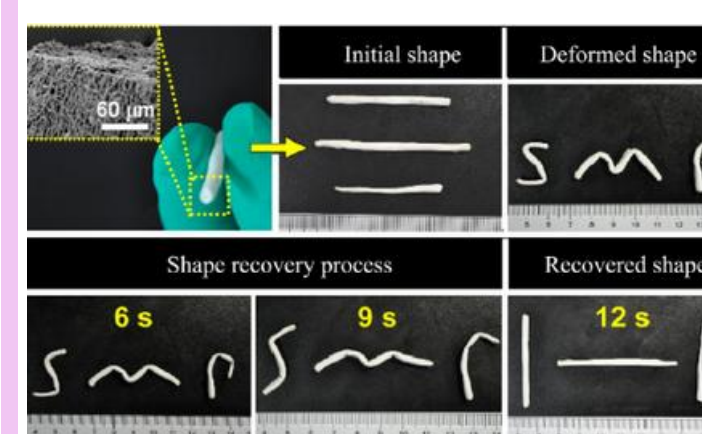 Initial shape
Deformed shape
60 μm
Shape recovery process
Recovered shape
6 s
9 s
12 s